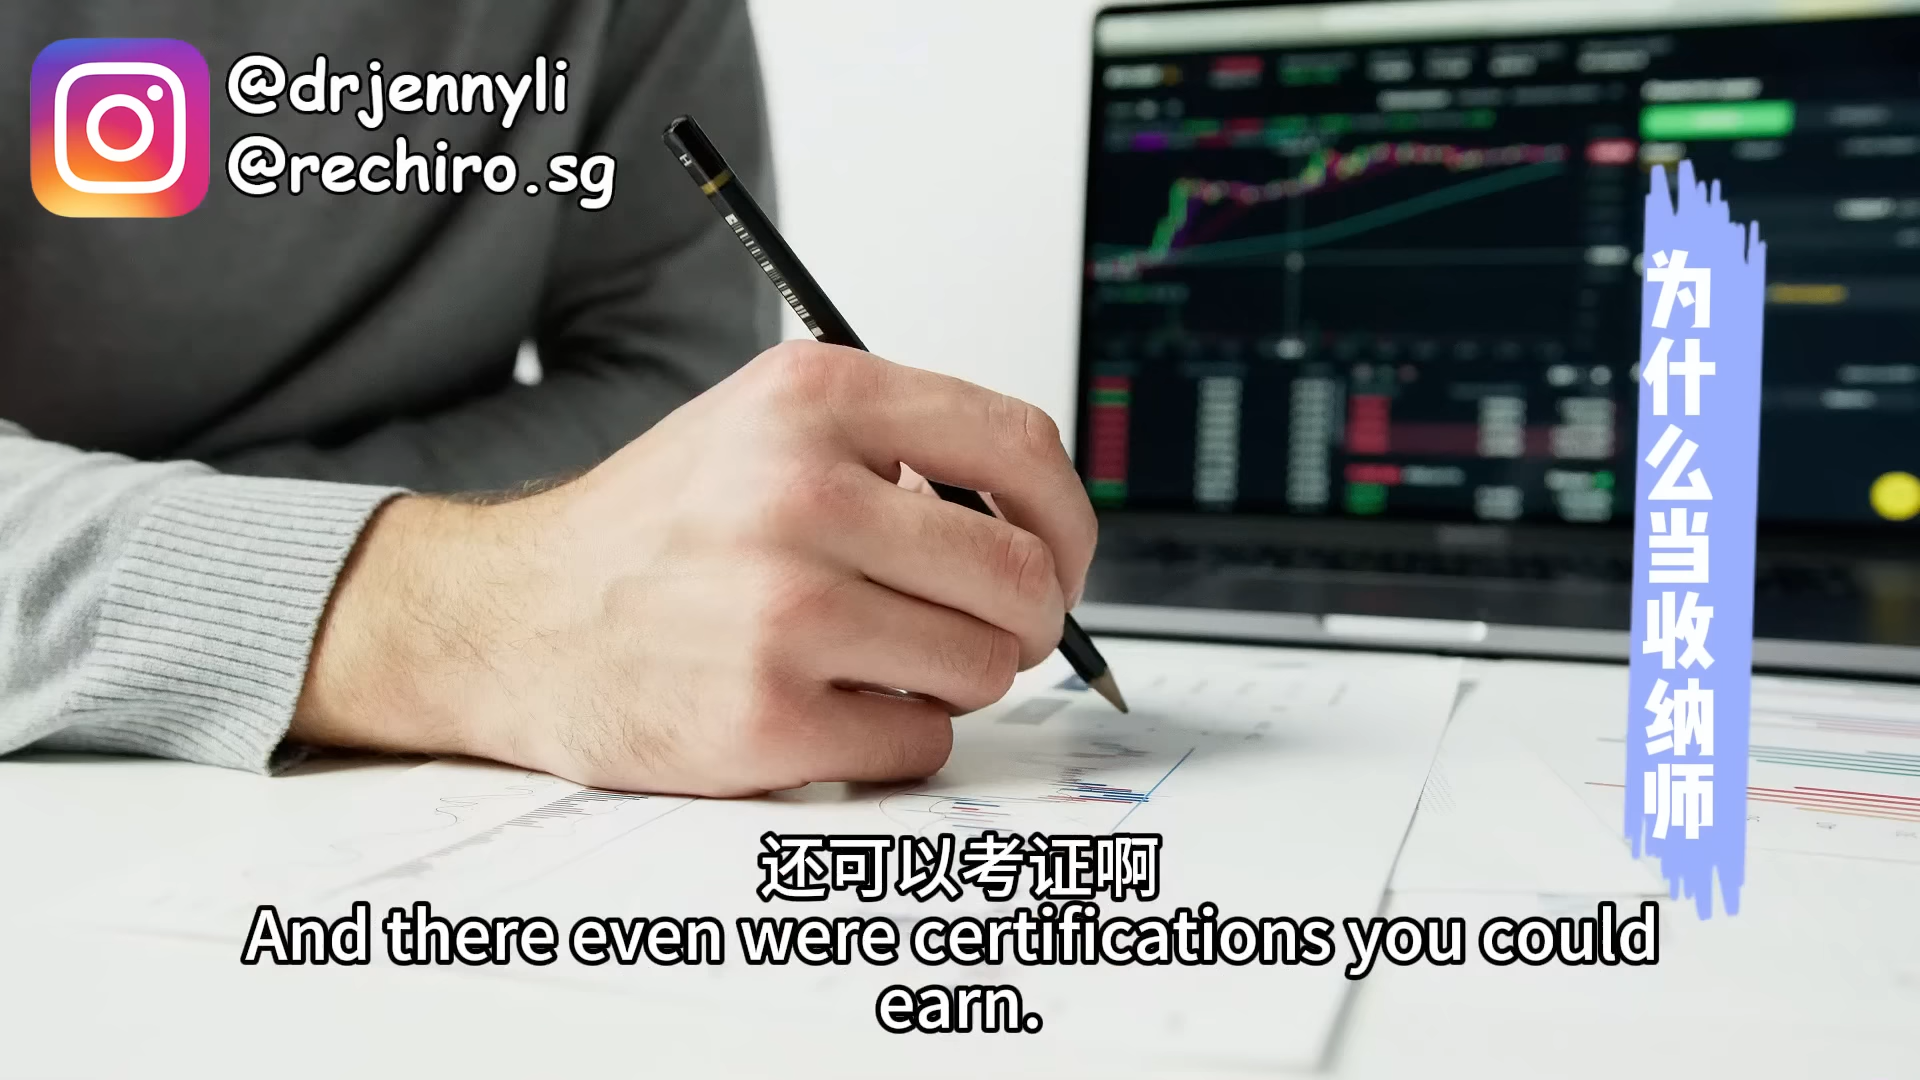 @drjennyli
@rechiro.sg
为什么当收纳师
还可以考证啊
And there even were certifications you could
earn.